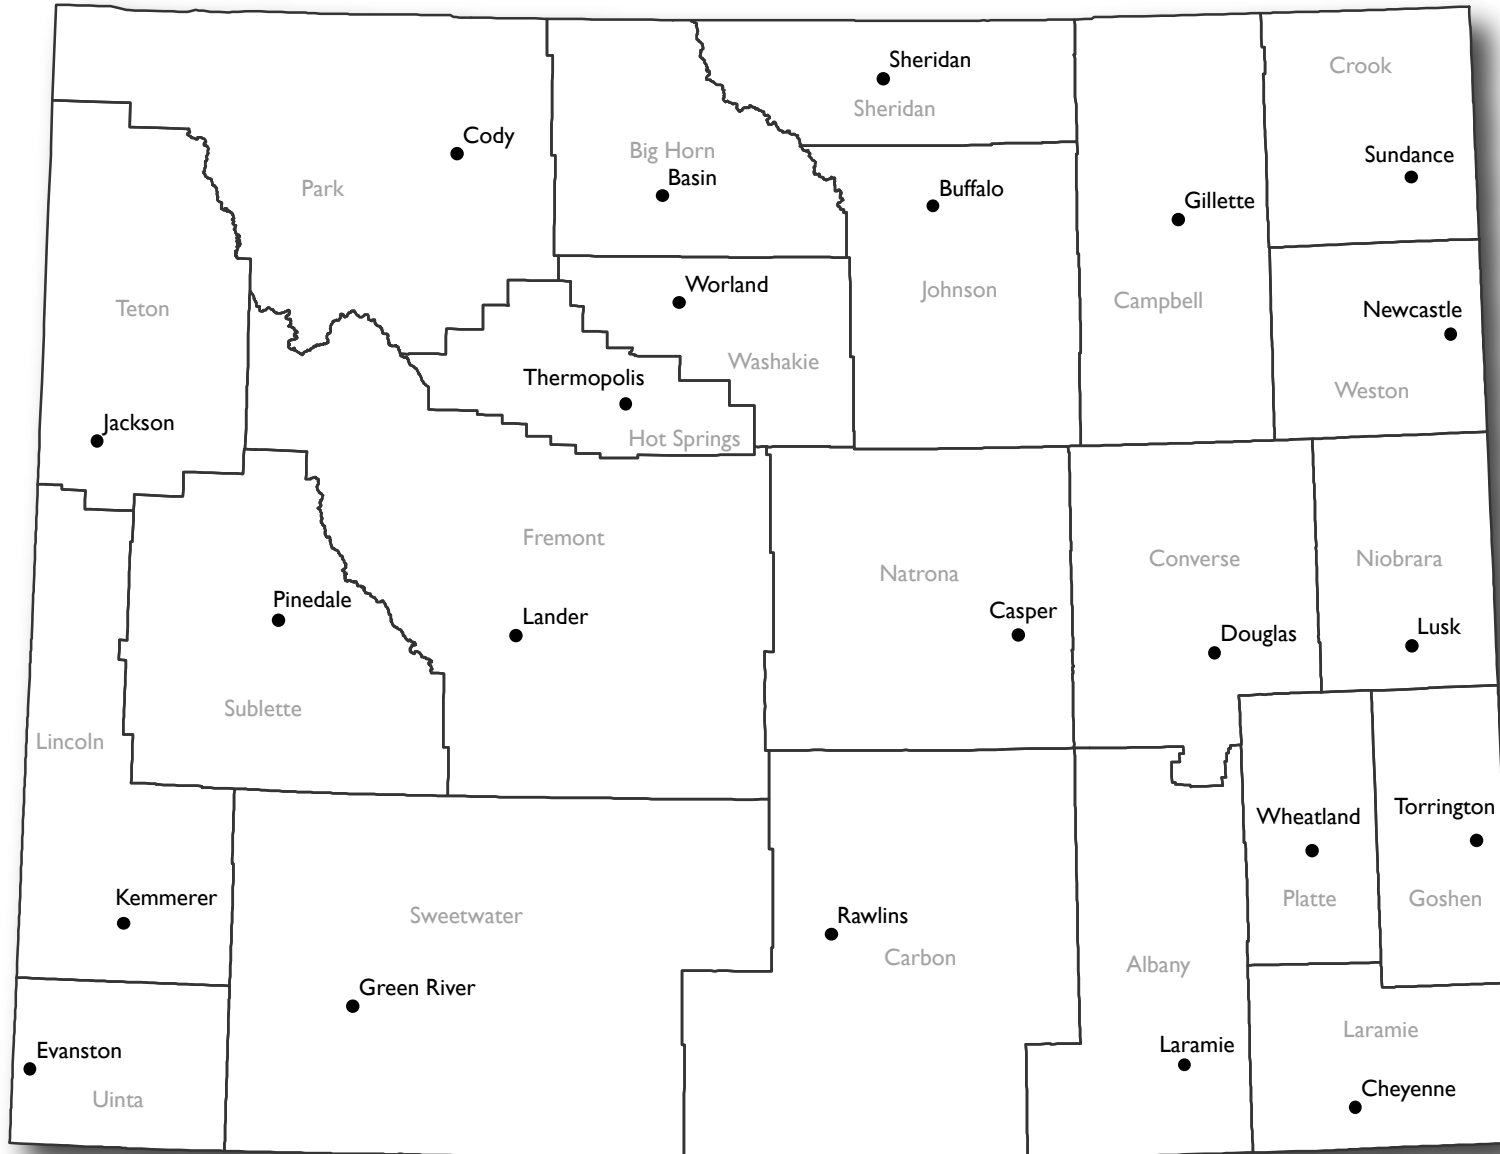 Sheridan
Crook
Sheridan
Cody
Big Horn
Sundance
Basin
Park
Buffalo
Gillette
Worland
Johnson
Campbell
Teton
Newcastle
Washakie
Thermopolis
Weston
Jackson
Hot Springs
Fremont
Natrona
Converse
Niobrara
Pinedale
Lander
Casper
Douglas
Lusk
Sublette
Lincoln
Wheatland
Torrington
Kemmerer
Platte
Goshen
Sweetwater
Rawlins
Carbon
Albany
Green River
Laramie
Evanston
Laramie
Uinta
Cheyenne